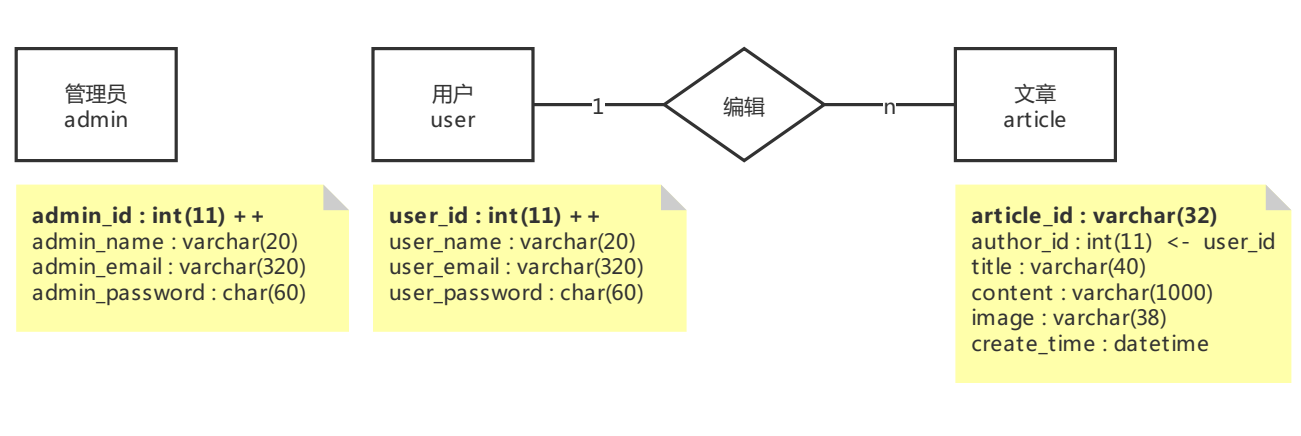 管理员
admin
用户
user
1
编辑
n
文章
article
admin_id : int(11) ++
admin_name : varchar(20)
admin_email : varchar(320)
admin_password : char(60)
user_id : int(11) ++
user_name : varchar(20)
user_email : varchar(320)
user_password : char(60)
article_id : varchar(32)
author_id : int(11) <- user_id
title : varchar(40)
content : varchar(1000)
image : varchar(38)
create_time : datetime